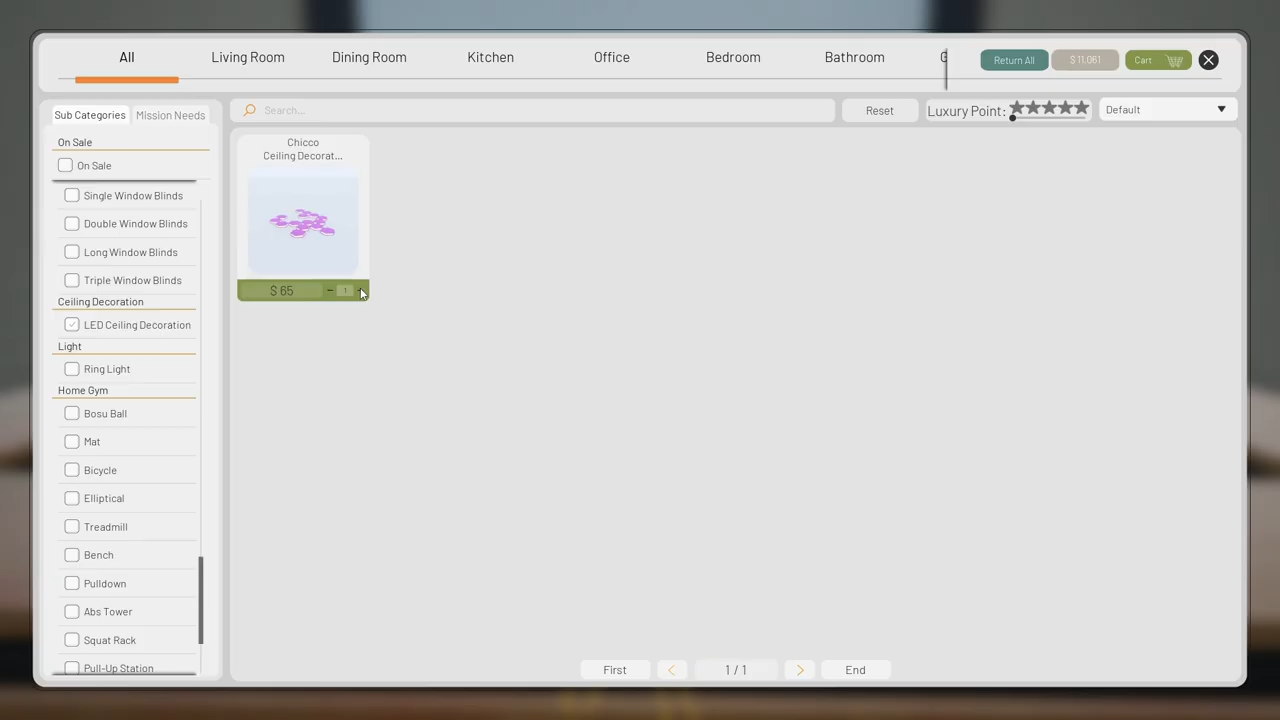 All
Living Room
Dining Room
Kitchen
Office
Bedroom
Bathroom
Return All
$ 11,061
Cart
Sub Categories
Mission Needs
Search...
Reset
Luxury Point:
Default
On Sale
On Sale
Single Window Blinds
Double Window Blinds
Long Window Blinds
Triple Window Blinds
Ceiling Decoration
LED Ceiling Decoration
Light
Ring Light
Home Gym
Bosu Ball
Mat
Bicycle
Elliptical
Treadmill
Bench
Pulldown
Abs Tower
Squat Rack
Pull-Up Station
Chicco
Ceiling Decorat...
$ 65
- 1
First
<
1 / 1
>
End